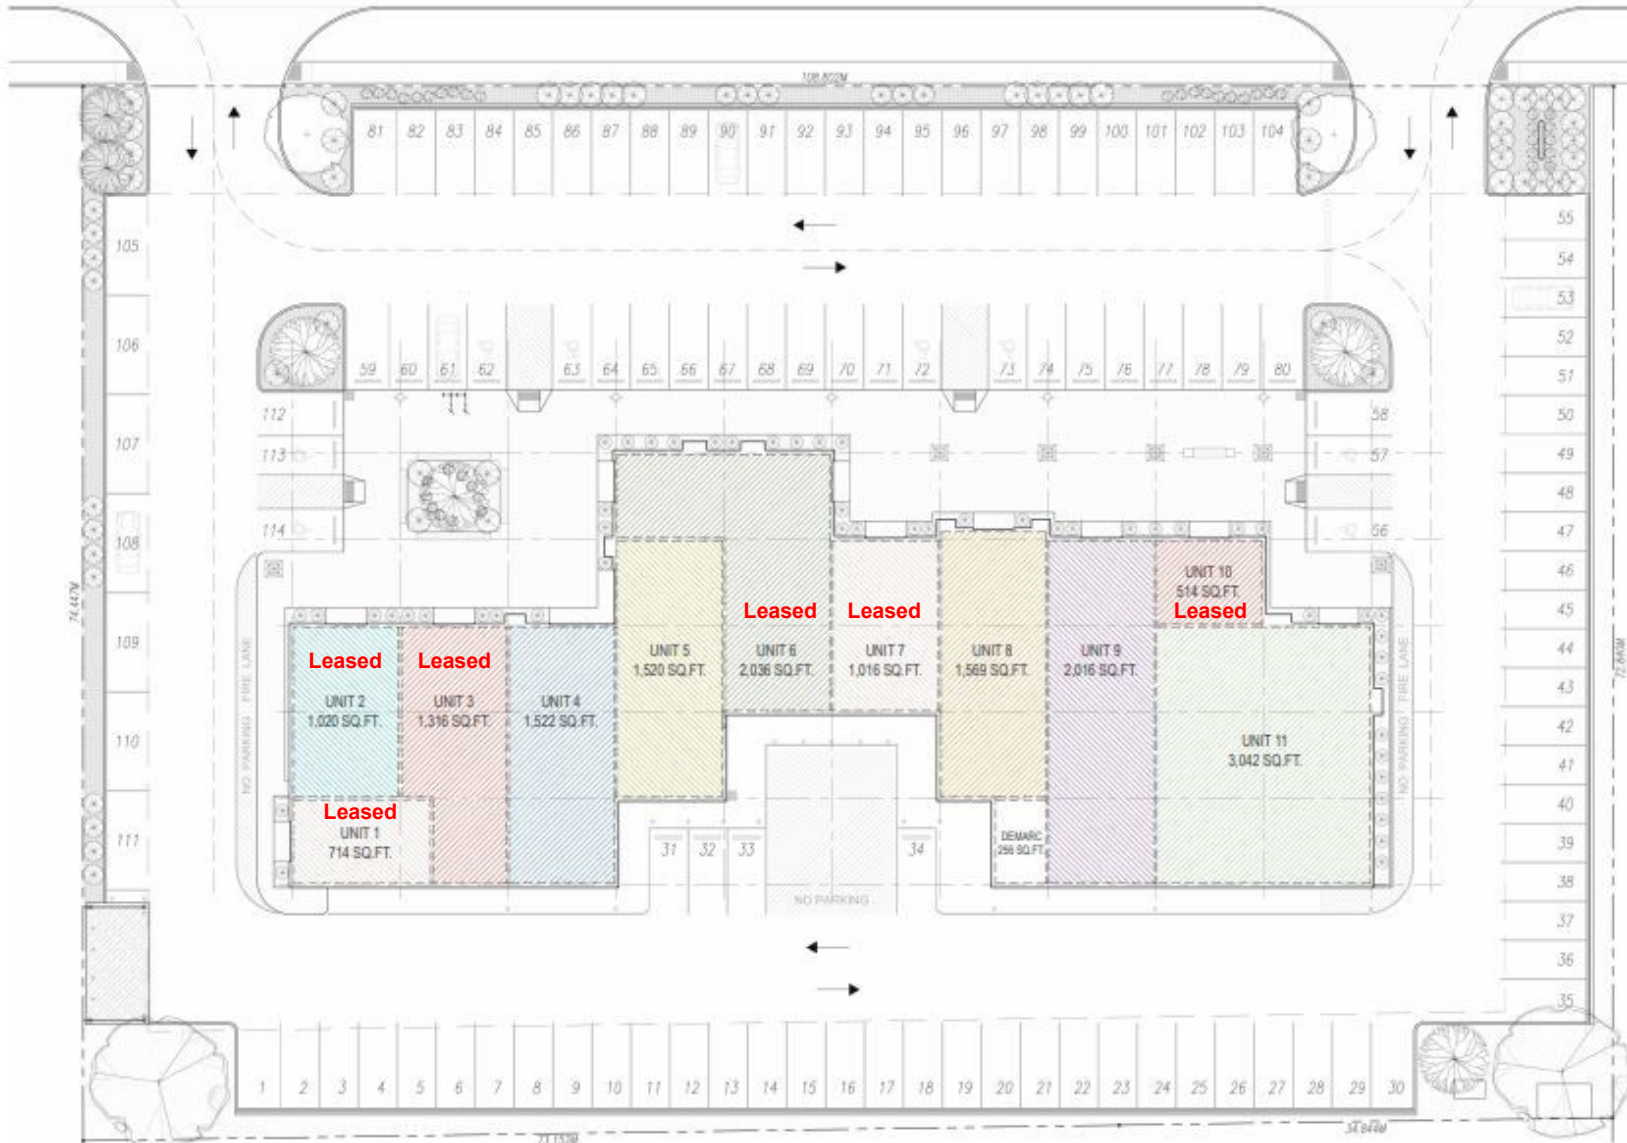 108.802M
81 82 83 84 85 86 87 88 89 90 91 92 93 94 95 96 97 98 99 100 101 102 103 104
105
106
107
108
109
110
111
55
54
53
52
51
50
49
48
47
46
45
44
43
42
41
40
39
38
37
36
35
59 60 61 62 63 64 65 66 67 68 69 70 71 72 73 74 75 76 77 78 79 80
112
113
114
58
57
56
74.447M
NO PARKING FIRE LANE
Leased
UNIT 2
1,020 SQ.FT.
Leased
UNIT 1
714 SQ.FT.
Leased
UNIT 3
1,316 SQ.FT.
UNIT 4
1,522 SQ.FT.
UNIT 5
1,520 SQ.FT.
Leased
UNIT 6
2,036 SQ.FT.
Leased
UNIT 7
1,016 SQ.FT.
UNIT 8
1,569 SQ.FT.
DEMARC
UNIT 9
2,016 SQ.FT.
UNIT 10
514 SQ.FT.
Leased
UNIT 11
3,042 SQ.FT.
NO PARKING FIRE LANE
31 32 33 34
NO PARKING
1 2 3 4 5 6 7 8 9 10 11 12 13 14 15 16 17 18 19 20 21 22 23 24 25 26 27 28 29 30
34.844M